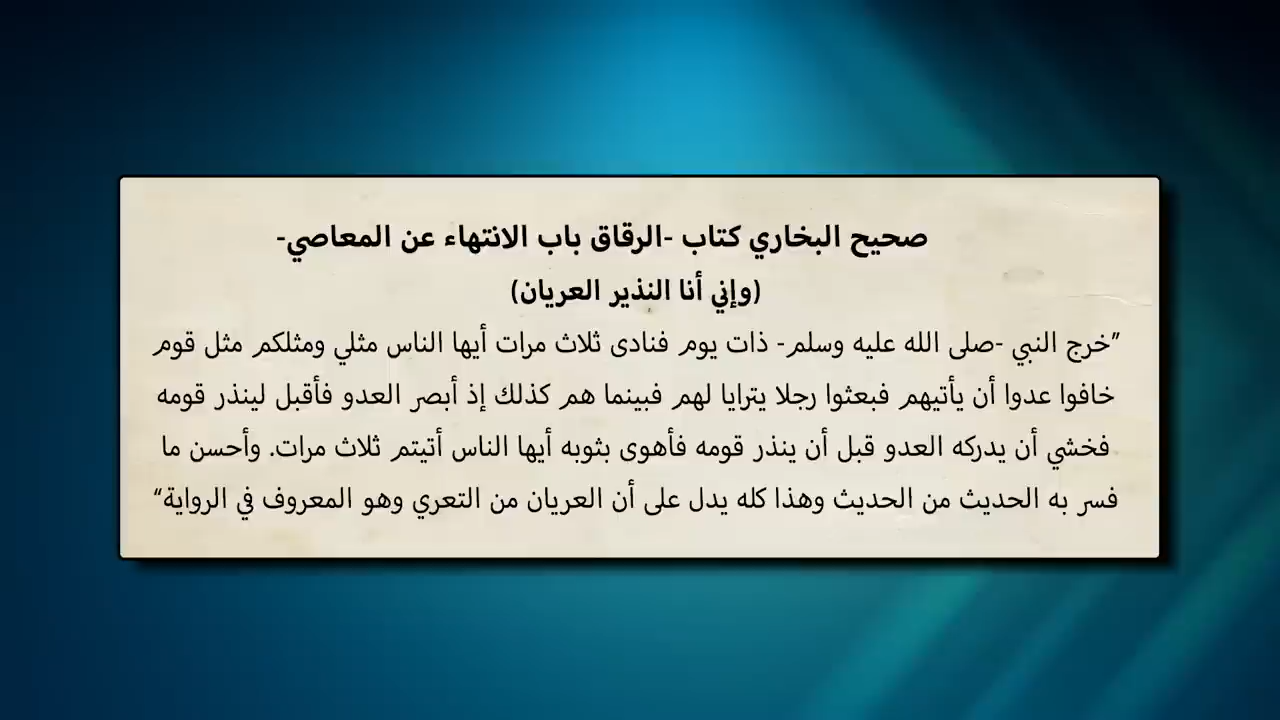 صحيح البخاري كتاب -الرقاق باب الانتهاء عن المعاصي-
(وإني أنا النذير العريان)
”خرج النبي -صلى الله عليه وسلم- ذات يوم فنادى ثلاث مرات أيها الناس مثلي ومثلكم مثل قوم
خافوا عدوا أن يأتيهم فبعثوا رجلا يترايا لهم فبينما هم كذلك إذ أبصر العدو فأقبل لينذر قومه
فخشي أن يدركه العدو قبل أن ينذر قومه فأهوى بثوبه أيها الناس أتيتم ثلاث مرات. وأحسن ما
فسر به الحديث من الحديث وهذا كله يدل على أن العريان من التعري وهو المعروف في الرواية“